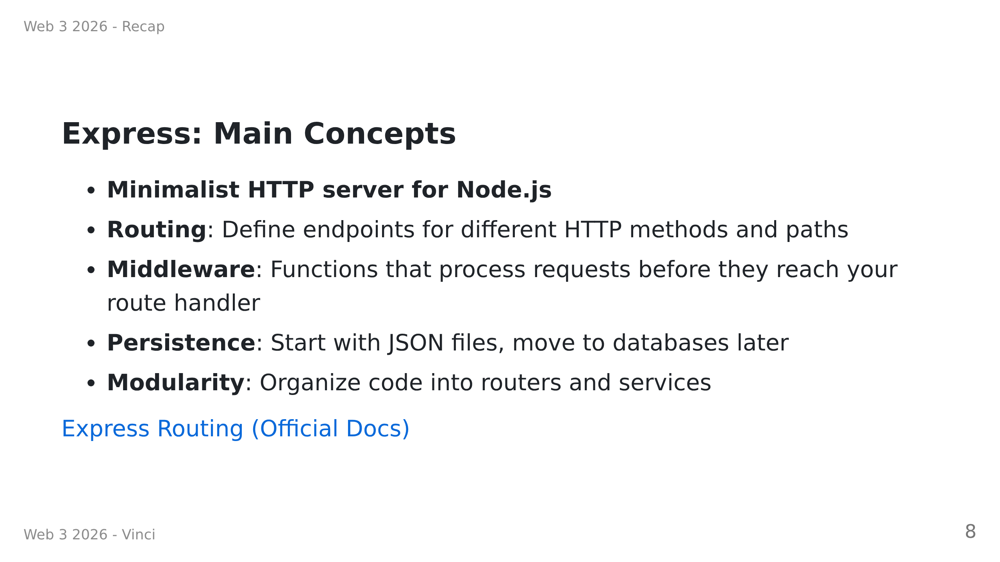 Web 3 2026 - Recap
Express: Main Concepts
• Minimalist HTTP server for Node.js
• Routing: Define endpoints for different HTTP methods and paths
• Middleware: Functions that process requests before they reach your
route handler
• Persistence: Start with JSON files, move to databases later
• Modularity: Organize code into routers and services
Express Routing (Official Docs)
Web 3 2026 - Vinci
8